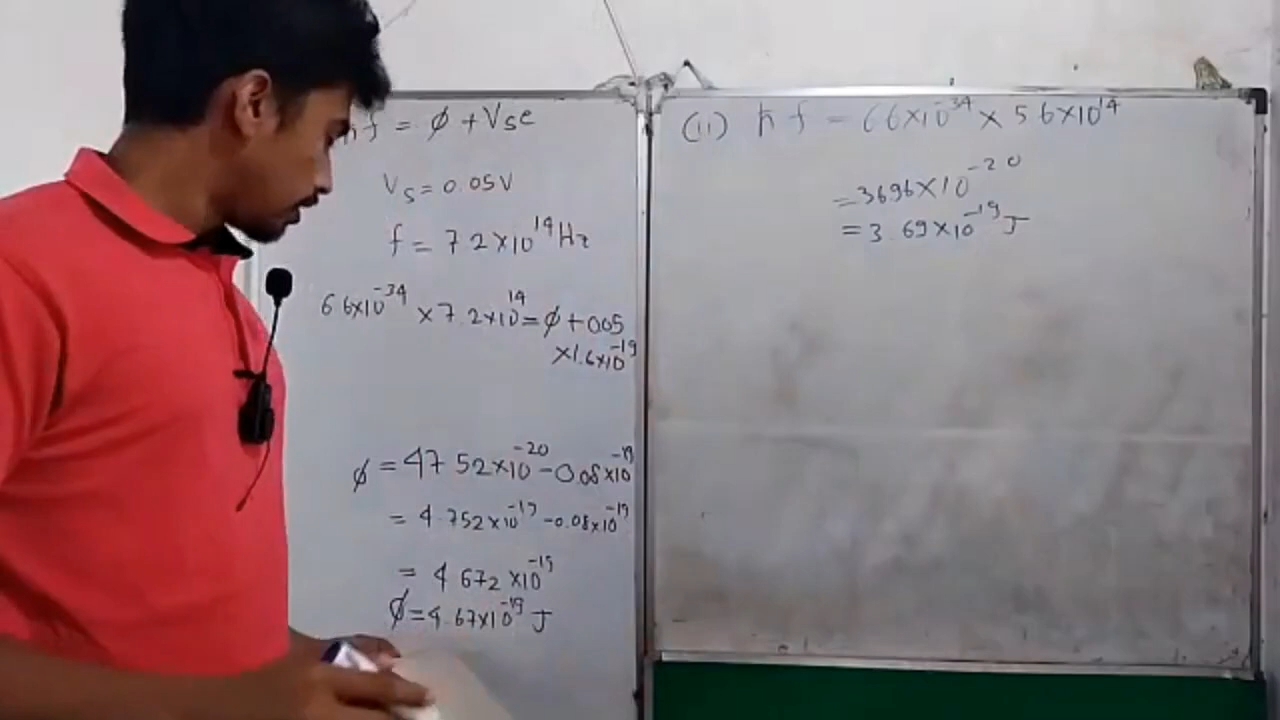 hf = ϕ + Vse
Vs = 0.05V
f = 7.2×10^14 Hz
6.6×10^-34 × 7.2×10^14 = ϕ + 0.05
×1.6×10^-19
ϕ = 47.52×10^-20 - 0.08×10^-19
= 4.752×10^-19 - 0.08×10^-19
= 4.672×10^-19
ϕ = 4.67×10^-19 J
(ii) hf = 6.6×10^-34 × 5.6×10^14
= 36.96×10^-20
= 3.69×10^-19 J